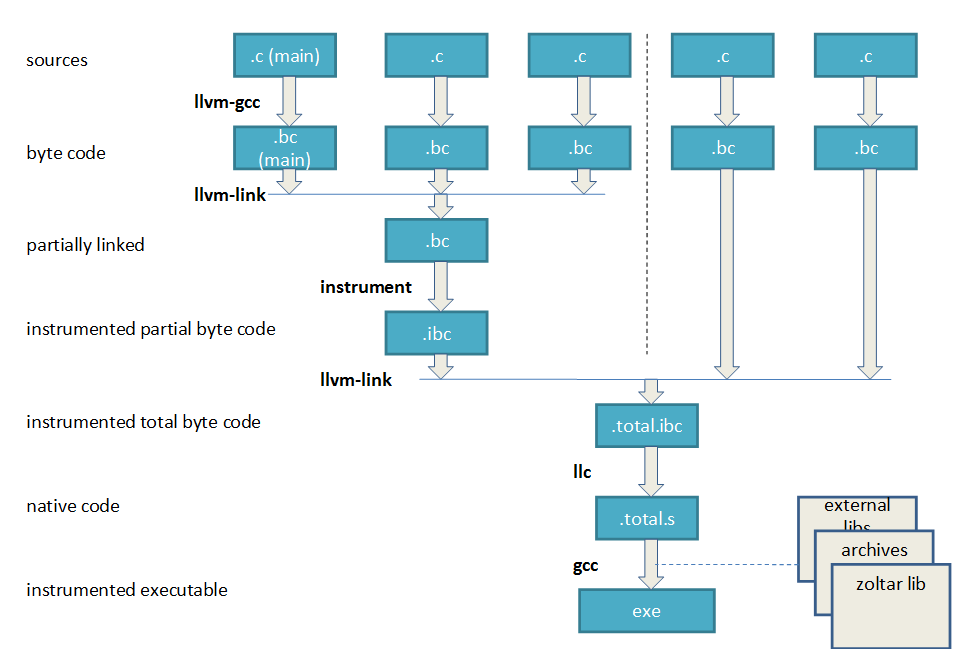 sources
.c (main)
.c
.c
.c
.c
llvm-gcc
byte code
.bc
(main)
.bc
.bc
.bc
.bc
llvm-link
partially linked
.bc
instrument
instrumented partial byte code
.ibc
llvm-link
instrumented total byte code
.total.ibc
llc
native code
.total.s
external
libs
archives
gcc
zoltar lib
instrumented executable
exe